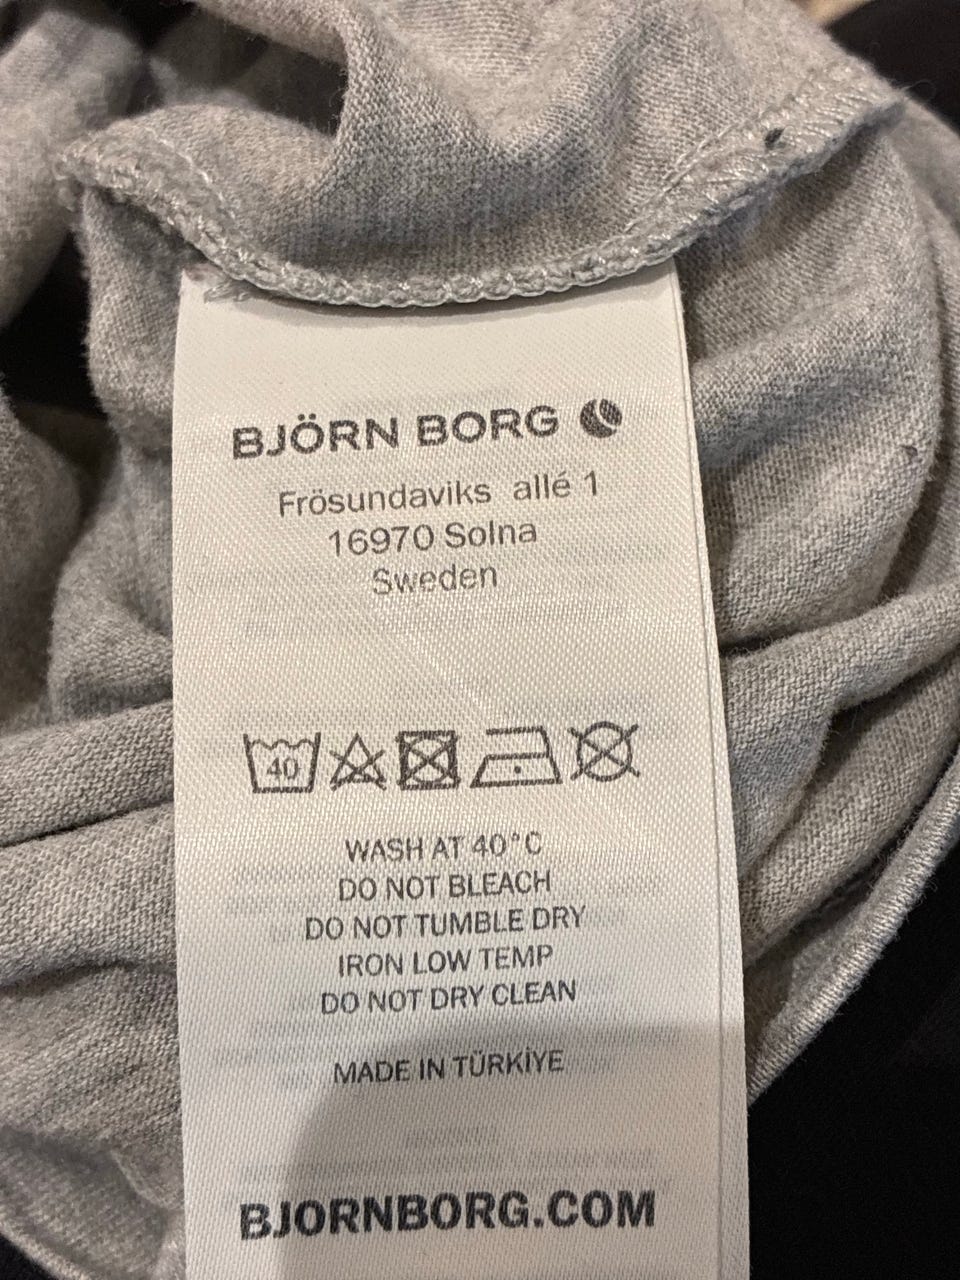 BJÖRN BORG
Frösundaviks allé 1
16970 Solna
Sweden
40
WASH AT 40°C
DO NOT BLEACH
DO NOT TUMBLE DRY
IRON LOW TEMP
DO NOT DRY CLEAN
MADE IN TÜRKİYE
BJORNBORG.COM